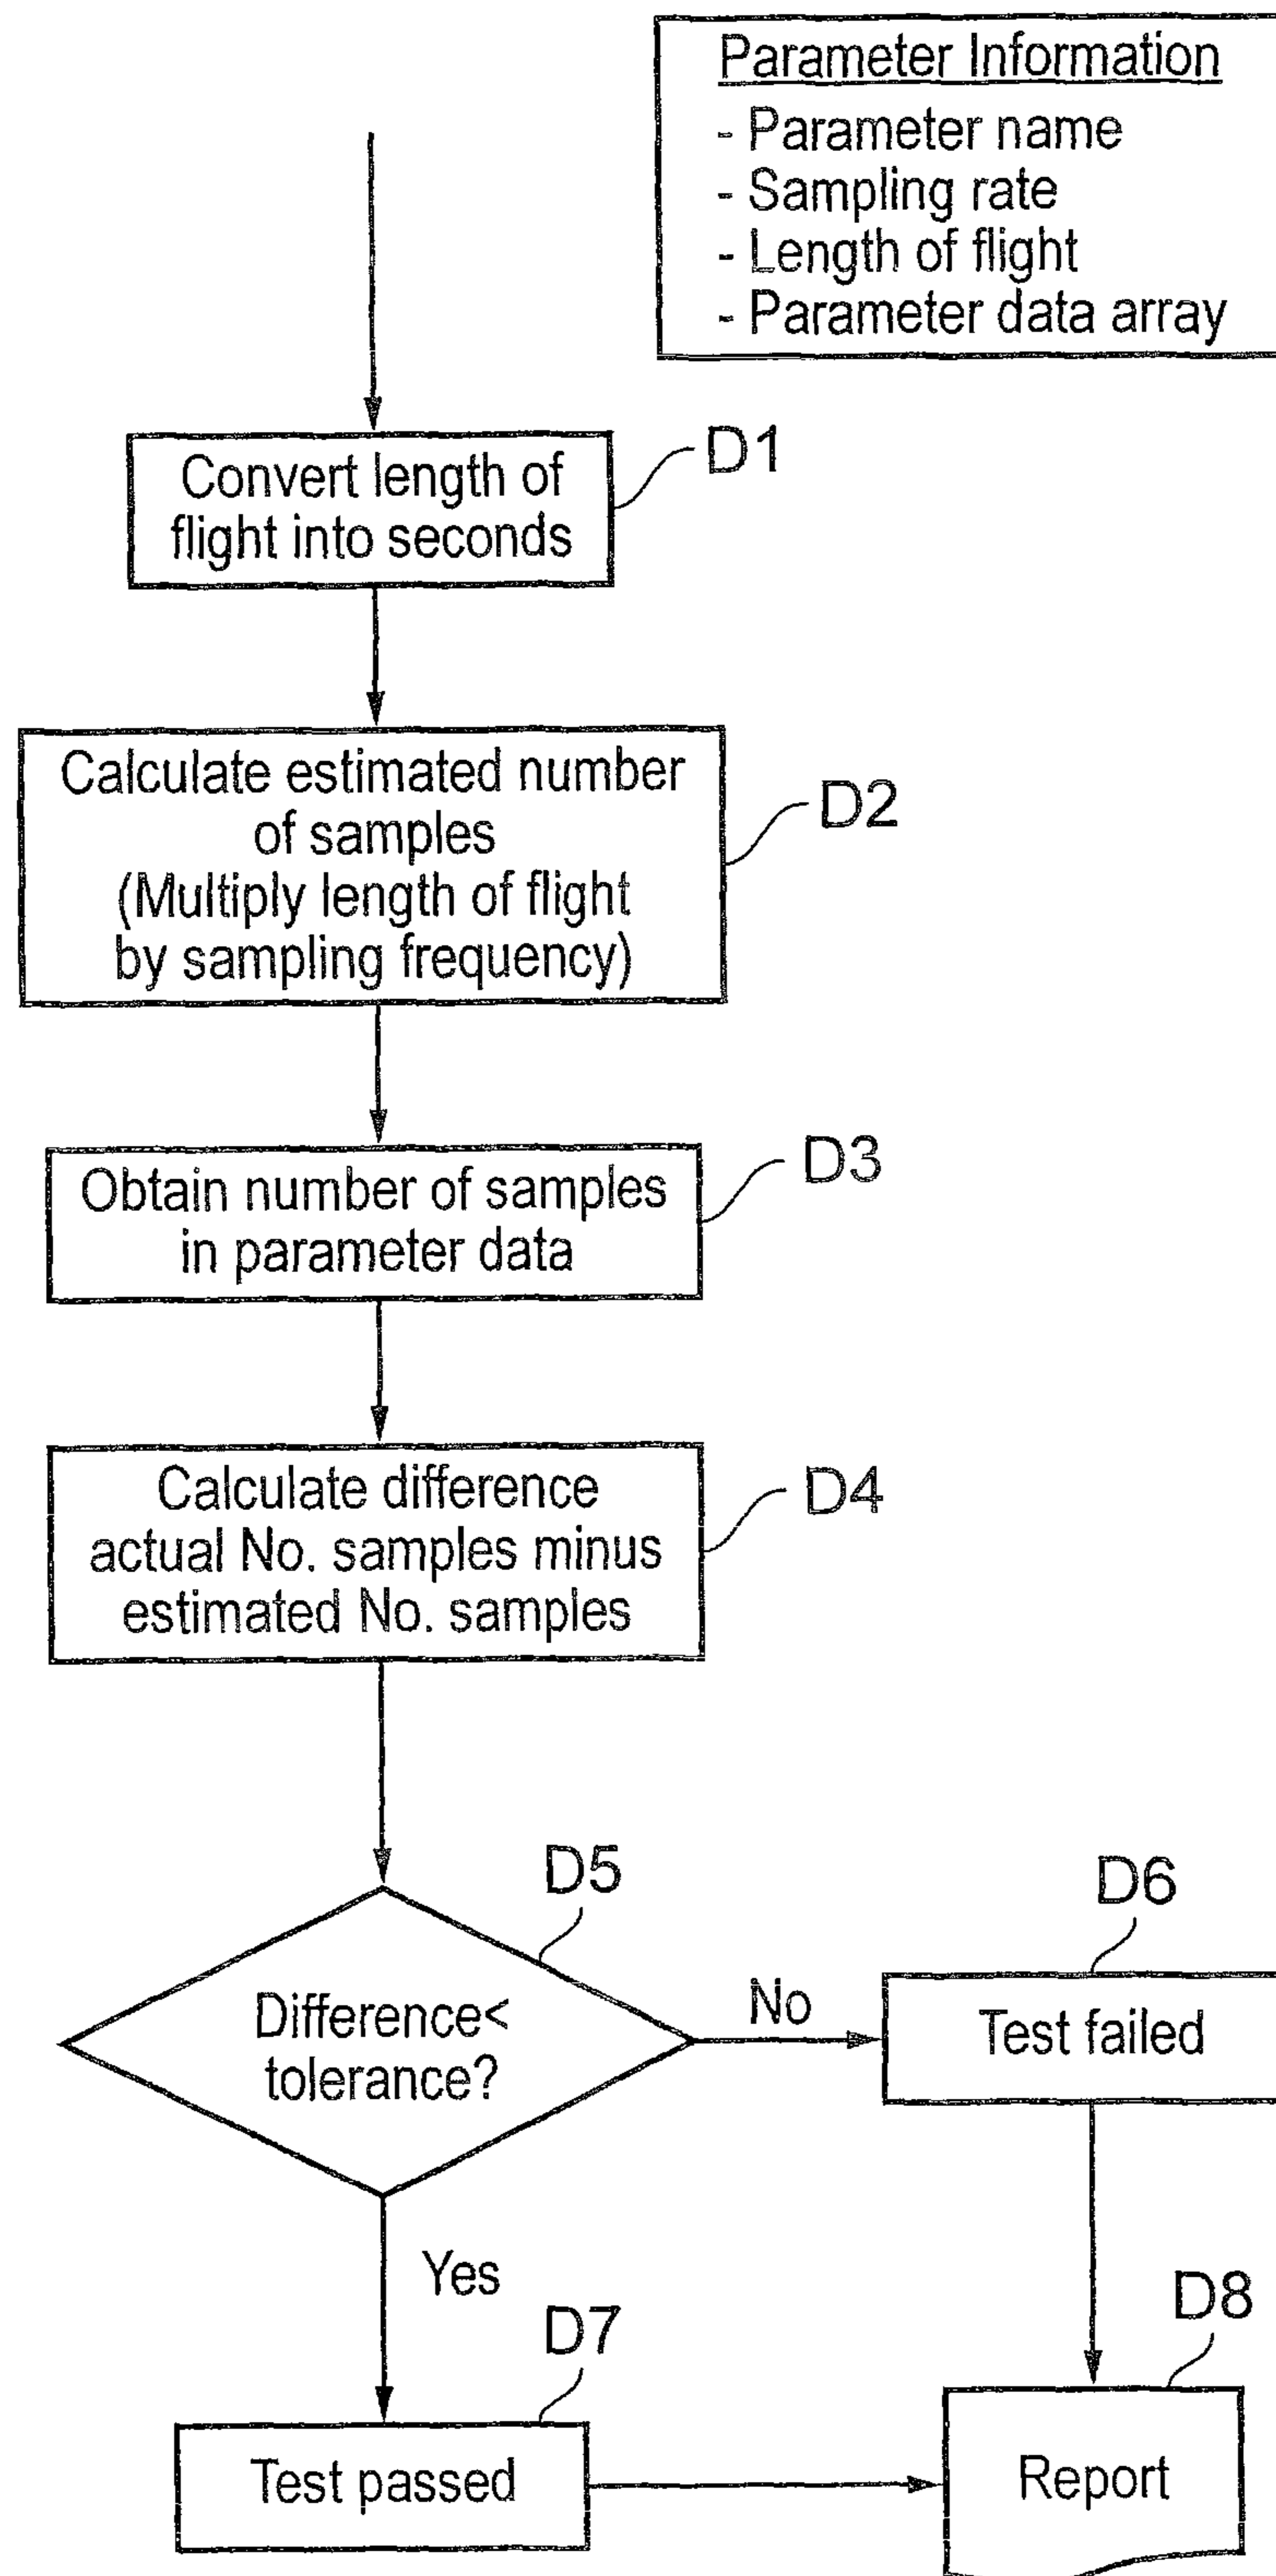 Parameter Information
- Parameter name
- Sampling rate
- Length of flight
- Parameter data array
D1
Convert length of
flight into seconds
D2
Calculate estimated number
of samples
(Multiply length of flight
by sampling frequency)
D3
Obtain number of samples
in parameter data
D4
Calculate difference
actual No. samples minus
estimated No. samples
D5
Difference<
tolerance?
No
D6
Test failed
Yes
D7
Test passed
D8
Report